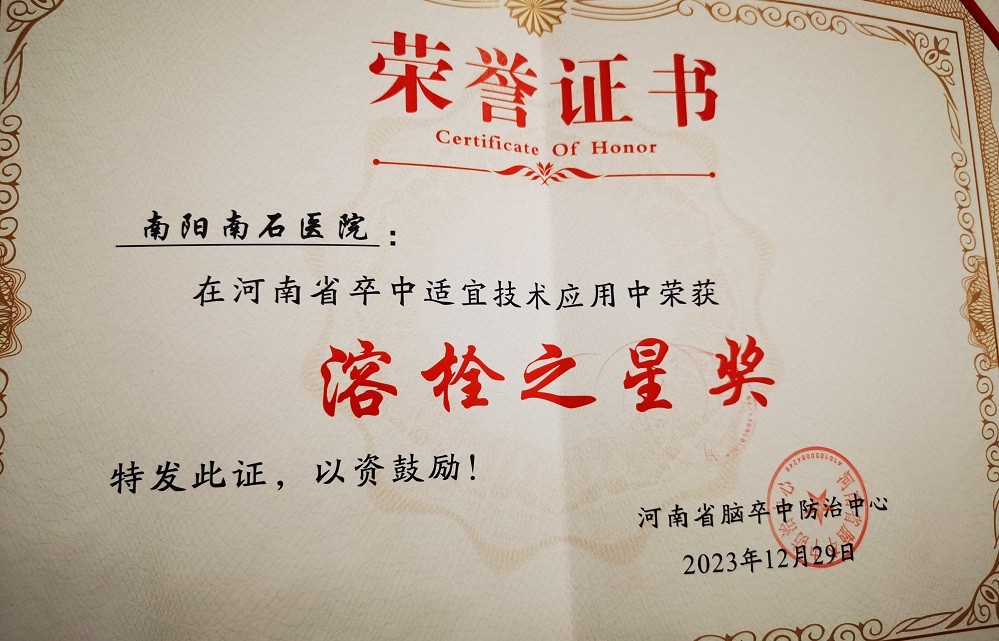 荣誉证书
Certificate Of Honor
南阳南石医院：
在河南省卒中适宜技术应用中荣获
溶栓之星奖
特发此证，以资鼓励！
河南省脑卒中防治中心
2023年12月29日